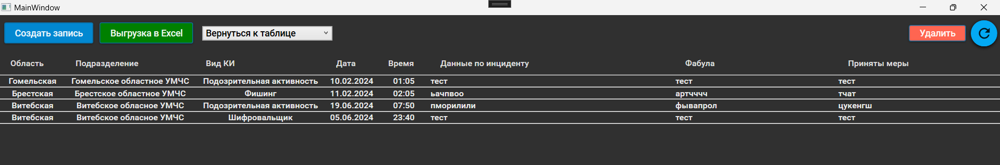 MainWindow
Создать запись Выгрузка в Excel Вернуться к таблице Удалить
Область Подразделение Вид КИ Дата Время Данные по инциденту Фабула Приняты меры
Гомельская Гомельское областное УМЧС Подозрительная активность 10.02.2024 01:05 тест тест тест
Брестская Брестское областное УМЧС Фишинг 11.02.2024 02:05 ьачпвоо артчччч тчат
Витебская Витебское обласное УМЧС Подозрительная активность 19.06.2024 07:50 пморилили фывапрол цукенгш
Витебская Витебское обласное УМЧС Шифровальщик 05.06.2024 23:40 тест тест тест